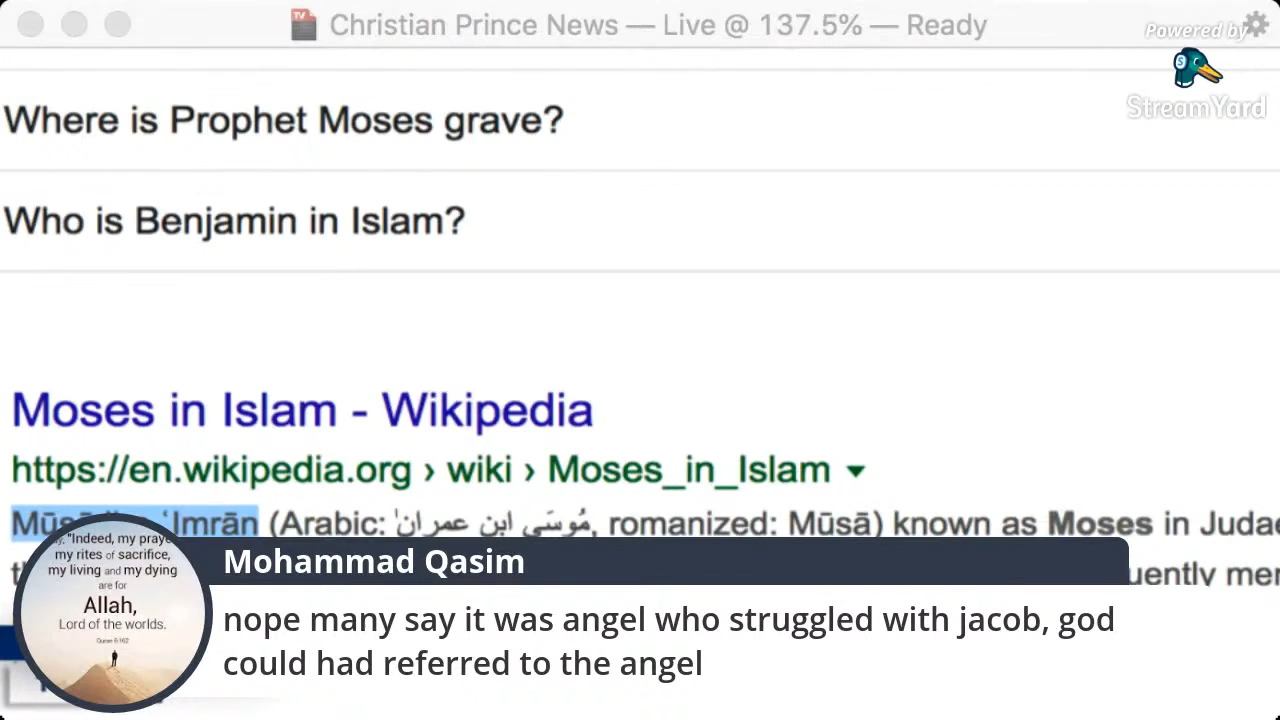 Christian Prince News — Live @ 137.5% — Ready
Powered by
StreamYard
Where is Prophet Moses grave?
Who is Benjamin in Islam?
Moses in Islam - Wikipedia
https://en.wikipedia.org › wiki › Moses_in_Islam
ʻImrān (Arabic: مُوسَى ابن عمران‎, romanized: Mūsā) known as Moses in
"Indeed, my
my rites of sacrifice,
my living and my dying
are for
Allah,
Lord of the worlds.
Quran 6:162
Mohammad Qasim
nope many say it was angel who struggled with jacob, god
could had referred to the angel